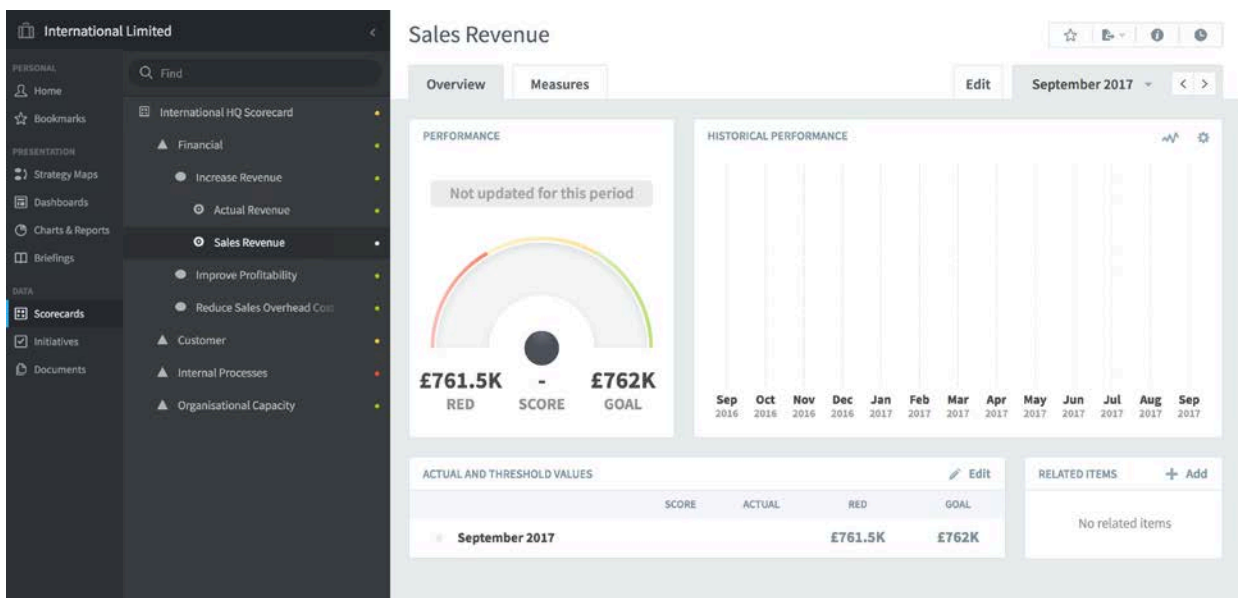 International Limited
PERSONAL
Home
Bookmarks
PRESENTATION
Strategy Maps
Dashboards
Charts & Reports
Briefings
DATA
Scorecards
Initiatives
Documents
Find
International HQ Scorecard
Financial
Increase Revenue
Actual Revenue
Sales Revenue
Improve Profitability
Reduce Sales Overhead
Customer
Internal Processes
Organisational Capacity
Sales Revenue
Overview Measures Edit September 2017
PERFORMANCE
Not updated for this period
£761.5K - £762K
RED SCORE GOAL
HISTORICAL PERFORMANCE
Sep Oct Nov Dec Jan Feb Mar Apr May Jun Jul Aug Sep
2016 2016 2016 2016 2017 2017 2017 2017 2017 2017 2017 2017 2017
ACTUAL AND THRESHOLD VALUES Edit
SCORE ACTUAL RED GOAL
September 2017 £761.5K £762K
RELATED ITEMS + Add
No related items